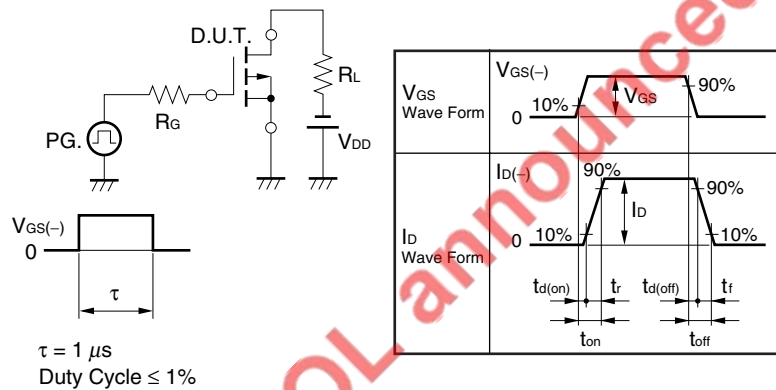 D.U.T.
RL
RG
PG.
VDD
VGS(−)
0
τ
τ = 1 μs
Duty Cycle ≤ 1%
VGS
Wave Form
VGS(−)
10%
0
VGS
90%
ID
Wave Form
ID(−)
90%
90%
ID
0
10%
10%
td(on)
tr
td(off)
tf
ton
toff
OL announced